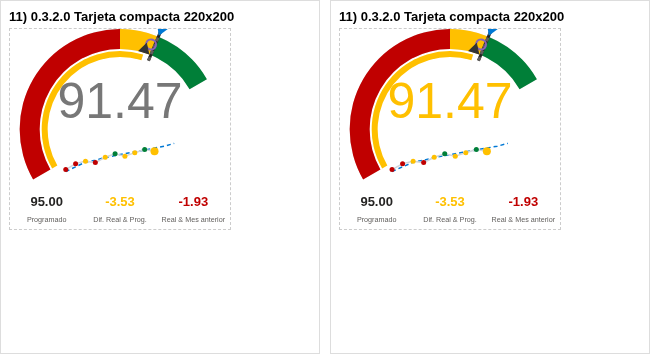 11) 0.3.2.0 Tarjeta compacta 220x200
91.47
95.00 -3.53 -1.93
Programado Dif. Real & Prog. Real & Mes anterior
11) 0.3.2.0 Tarjeta compacta 220x200
91.47
95.00 -3.53 -1.93
Programado Dif. Real & Prog. Real & Mes anterior